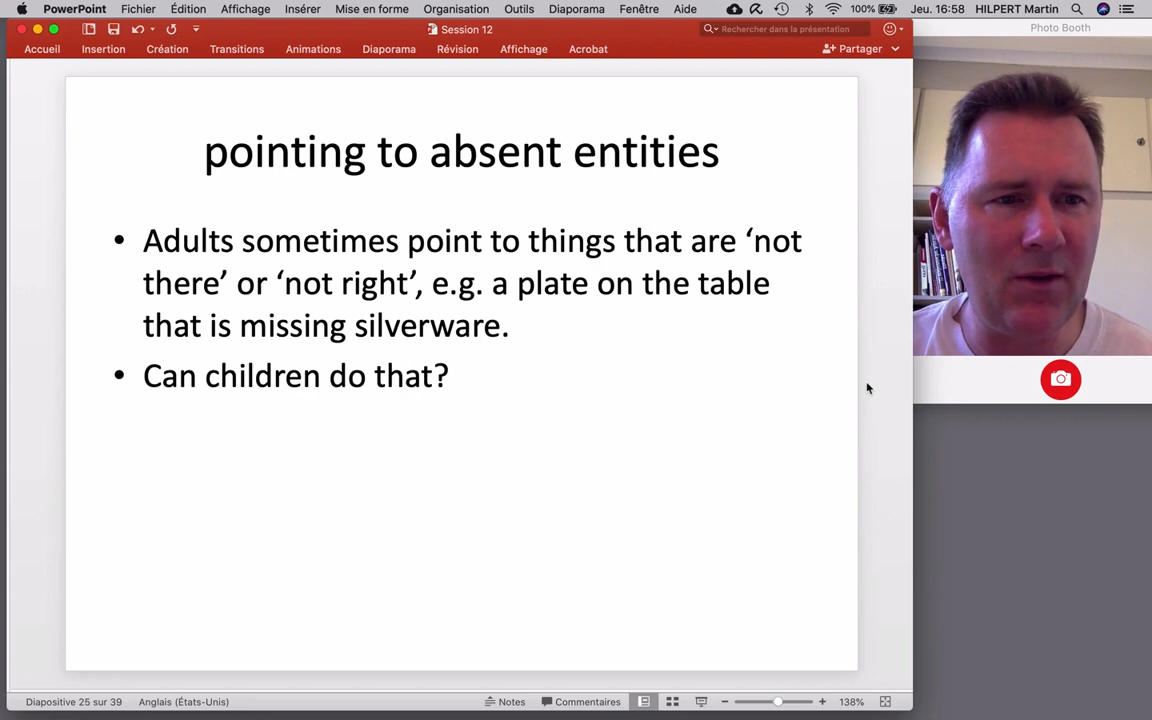 PowerPoint Fichier Édition Affichage Insérer Mise en forme Organisation Outils Diaporama Fenêtre Aide 100% Jeu. 16:58 HILPERT Martin
Session 12
Rechercher dans la présentation
Photo Booth
Accueil Insertion Création Transitions Animations Diaporama Révision Affichage Acrobat Partager
pointing to absent entities
• Adults sometimes point to things that are ‘not
there’ or ‘not right’, e.g. a plate on the table
that is missing silverware.
• Can children do that?
Diapositive 25 sur 39 Anglais (États-Unis) Notes Commentaires 138%